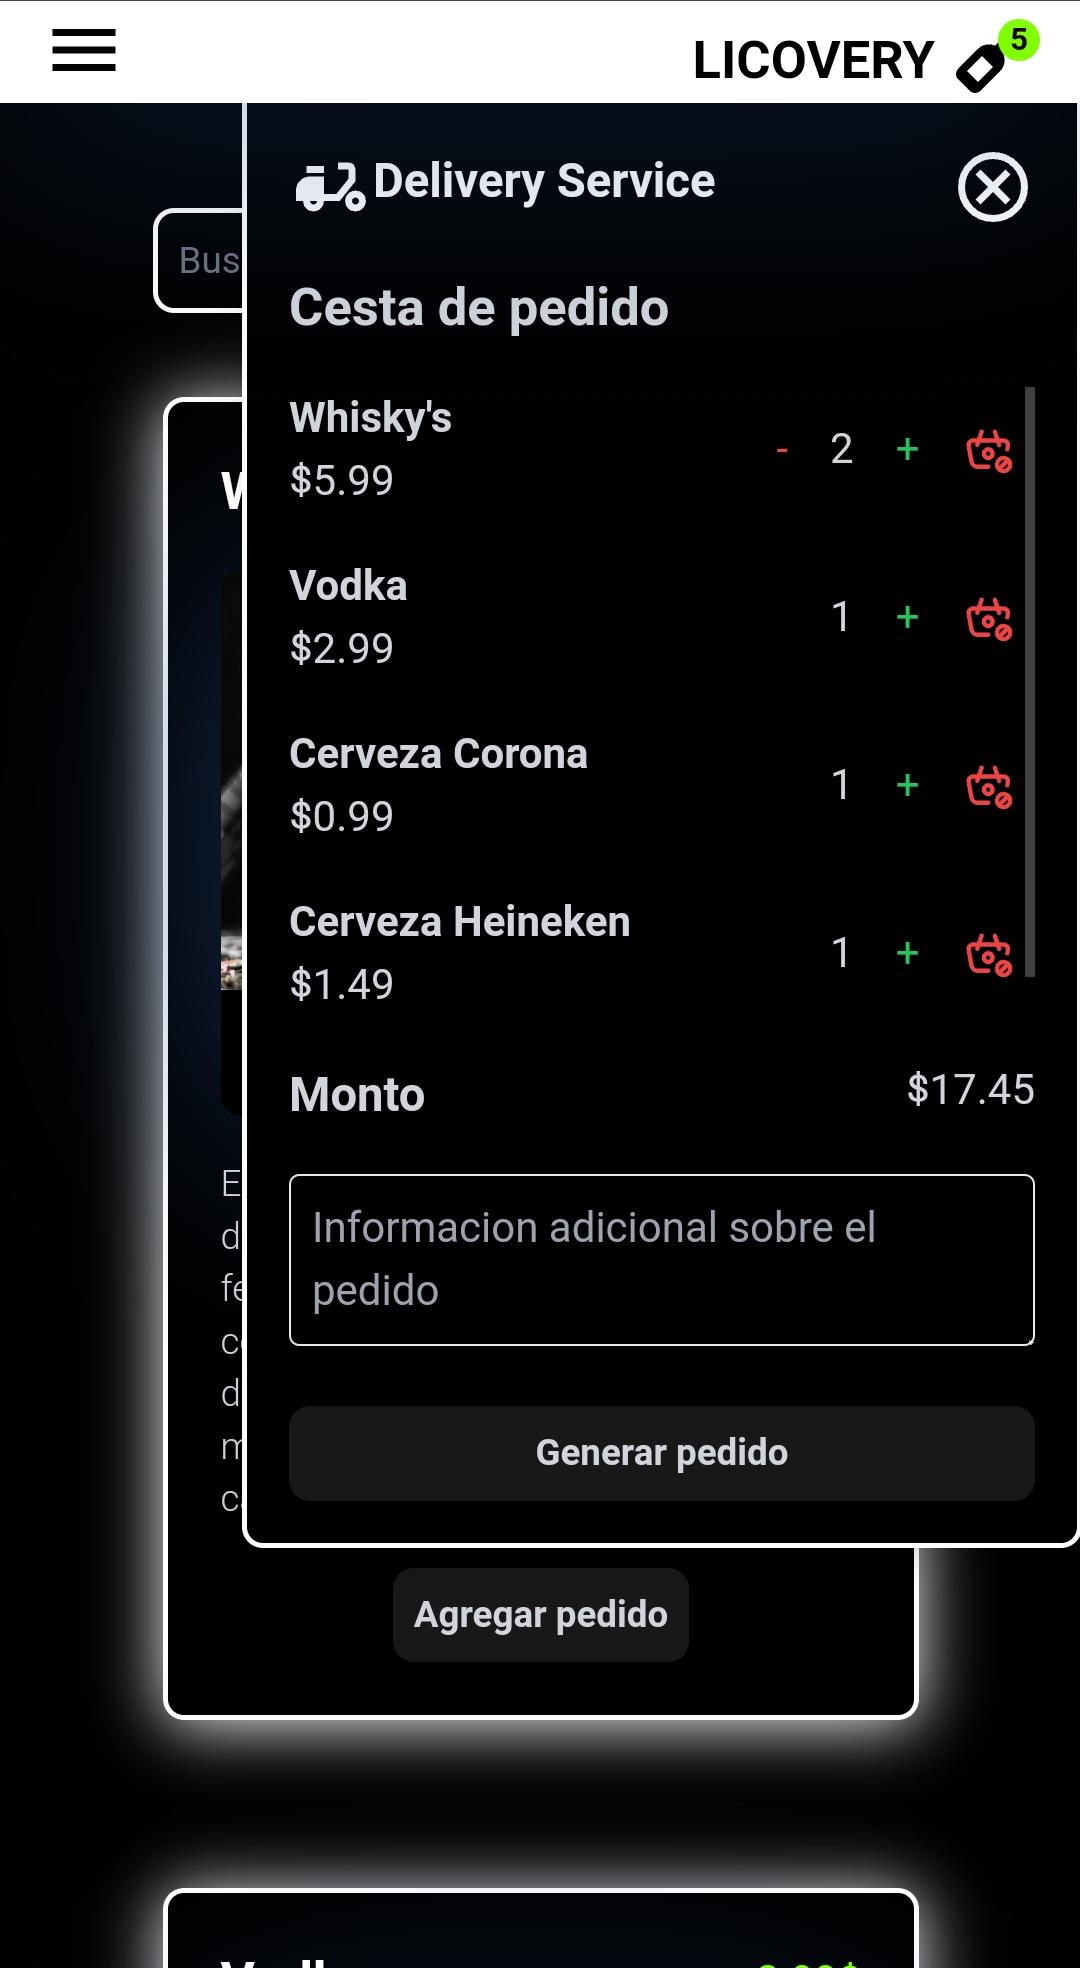 LICOVERY 5
Delivery Service
Bus
Cesta de pedido
Whisky's
$5.99
- 2 +
Vodka
$2.99
1 +
Cerveza Corona
$0.99
1 +
Cerveza Heineken
$1.49
1 +
Monto $17.45
Informacion adicional sobre el
pedido
Generar pedido
Agregar pedido